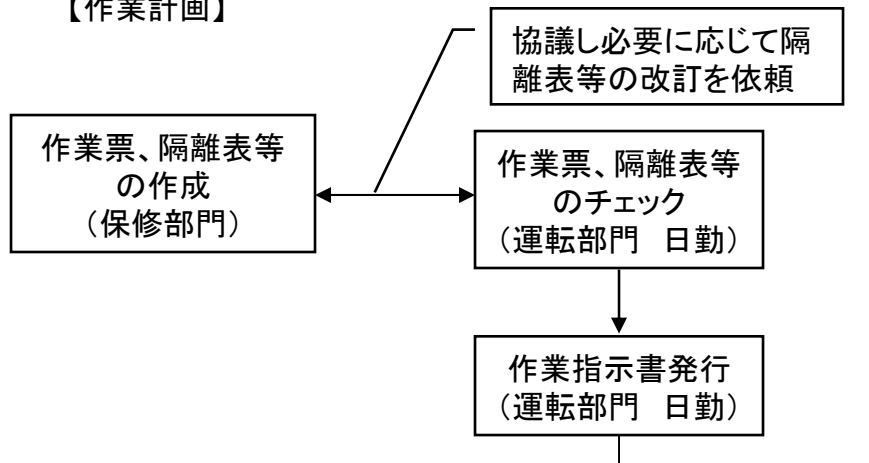 【作業計画】
協議し必要に応じて隔
離表等の改訂を依頼
作業票、隔離表等
の作成
（保修部門）
作業票、隔離表等
のチェック
（運転部門　日勤）
作業指示書発行
（運転部門　日勤）